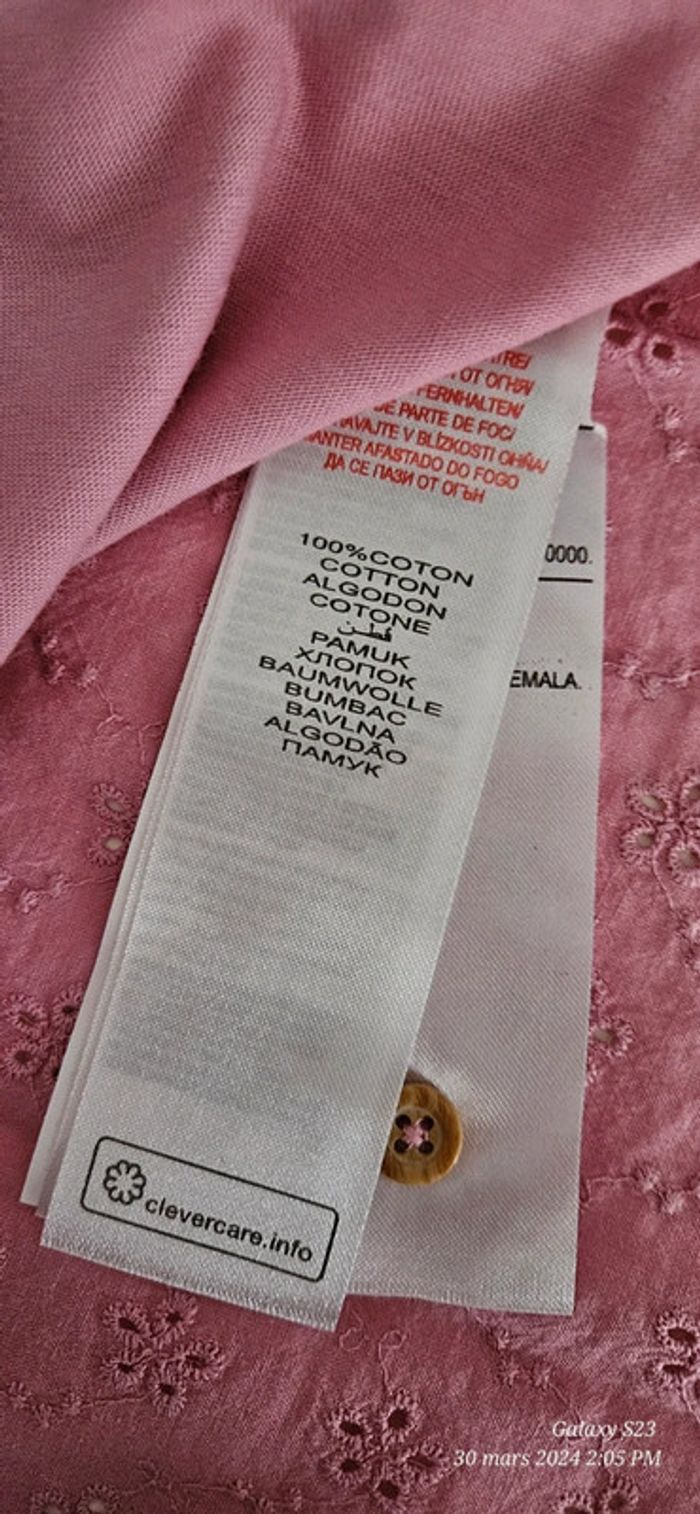 OT ОГНЯ/
FERNHALTEN/
DE PARTE DE FOC/
V BLÍZKOSTI OHŇA/
ANTER AFASTADO DO FOGO
ДА СЕ ПАЗИ ОТ ОГЪН
100%COTON
COTTON
ALGODON
COTONE
قطن
PAMUK
ХЛОПОК
BAUMWOLLE
BUMBAC
BAVLNA
ALGODÃO
ПАМУК
0000.
EMALA.
clevercare.info
Galaxy S23
30 mars 2024 2:05 PM